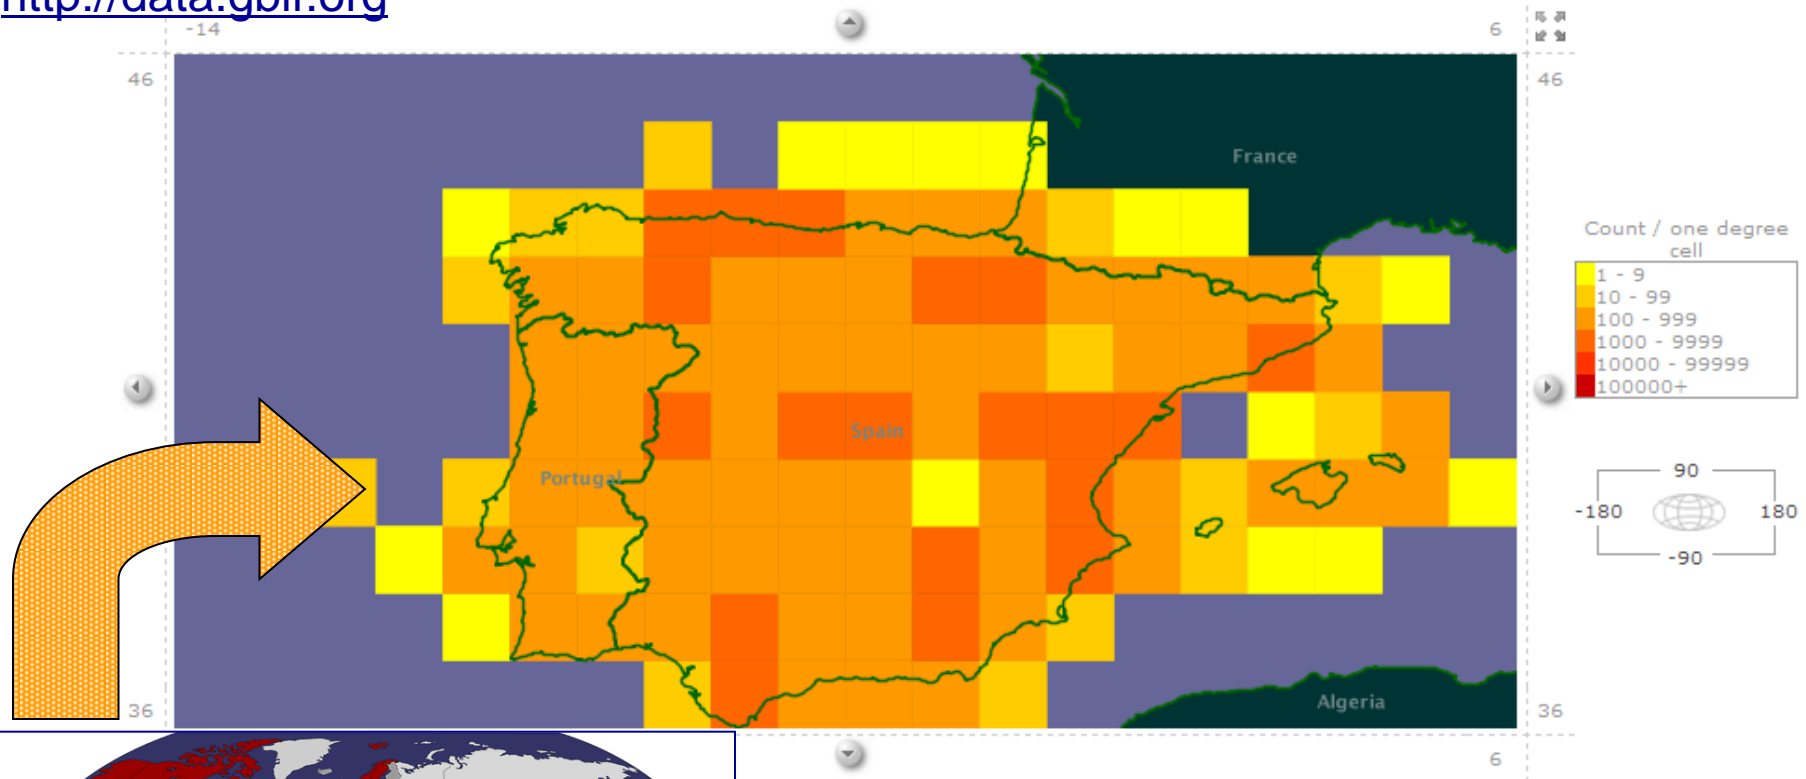 http://data.gbif.org
-14
6
46
46
France
Count / one degree
cell
1 - 9
10 - 99
100 - 999
1000 - 9999
10000 - 99999
100000+
Spain
Portugal
90
-180
180
-90
Algeria
36
36
6